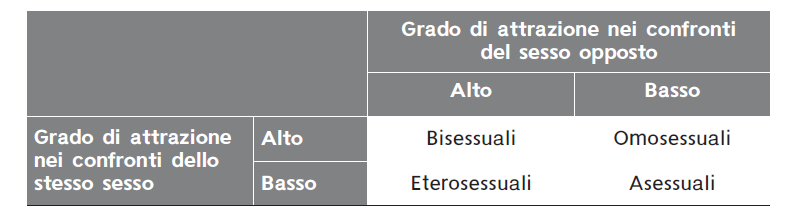 Grado di attrazione nei confronti
del sesso opposto
Alto
Basso
Grado di attrazione
nei confronti dello
stesso sesso
Alto
Bisessuali
Omosessuali
Basso
Eterosessuali
Asessuali